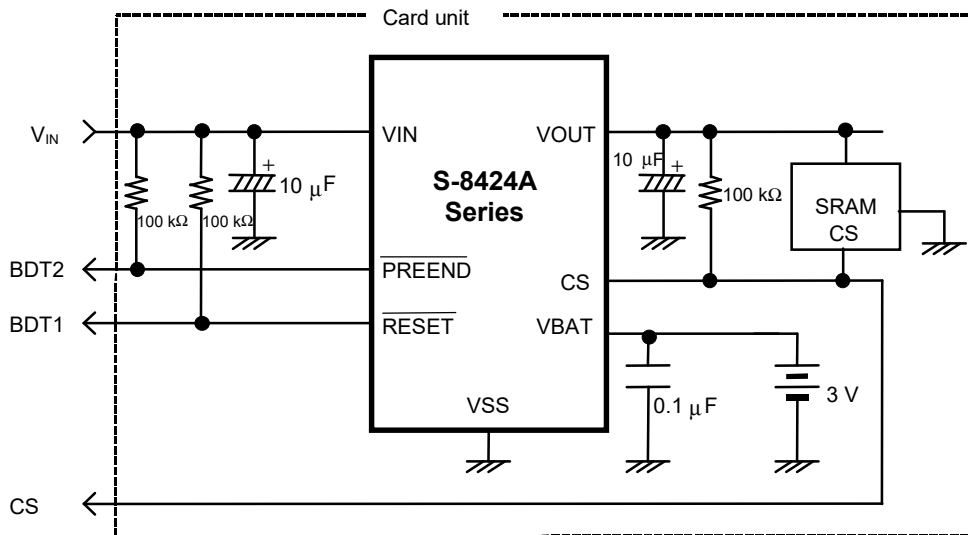 Card unit
V_IN
VIN
VOUT
S-8424A
Series
+
10 μF
100 kΩ
100 kΩ
10 μF
+
100 kΩ
SRAM
CS
BDT2
PREEND
CS
BDT1
RESET
VBAT
VSS
0.1 μF
3 V
CS